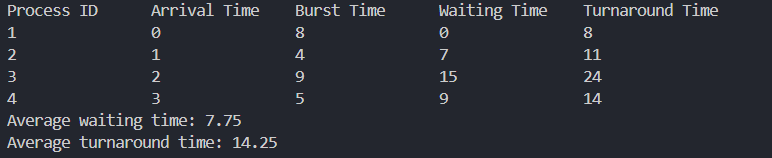 Process ID Arrival Time Burst Time Waiting Time Turnaround Time
1 0 8 0 8
2 1 4 7 11
3 2 9 15 24
4 3 5 9 14
Average waiting time: 7.75
Average turnaround time: 14.25